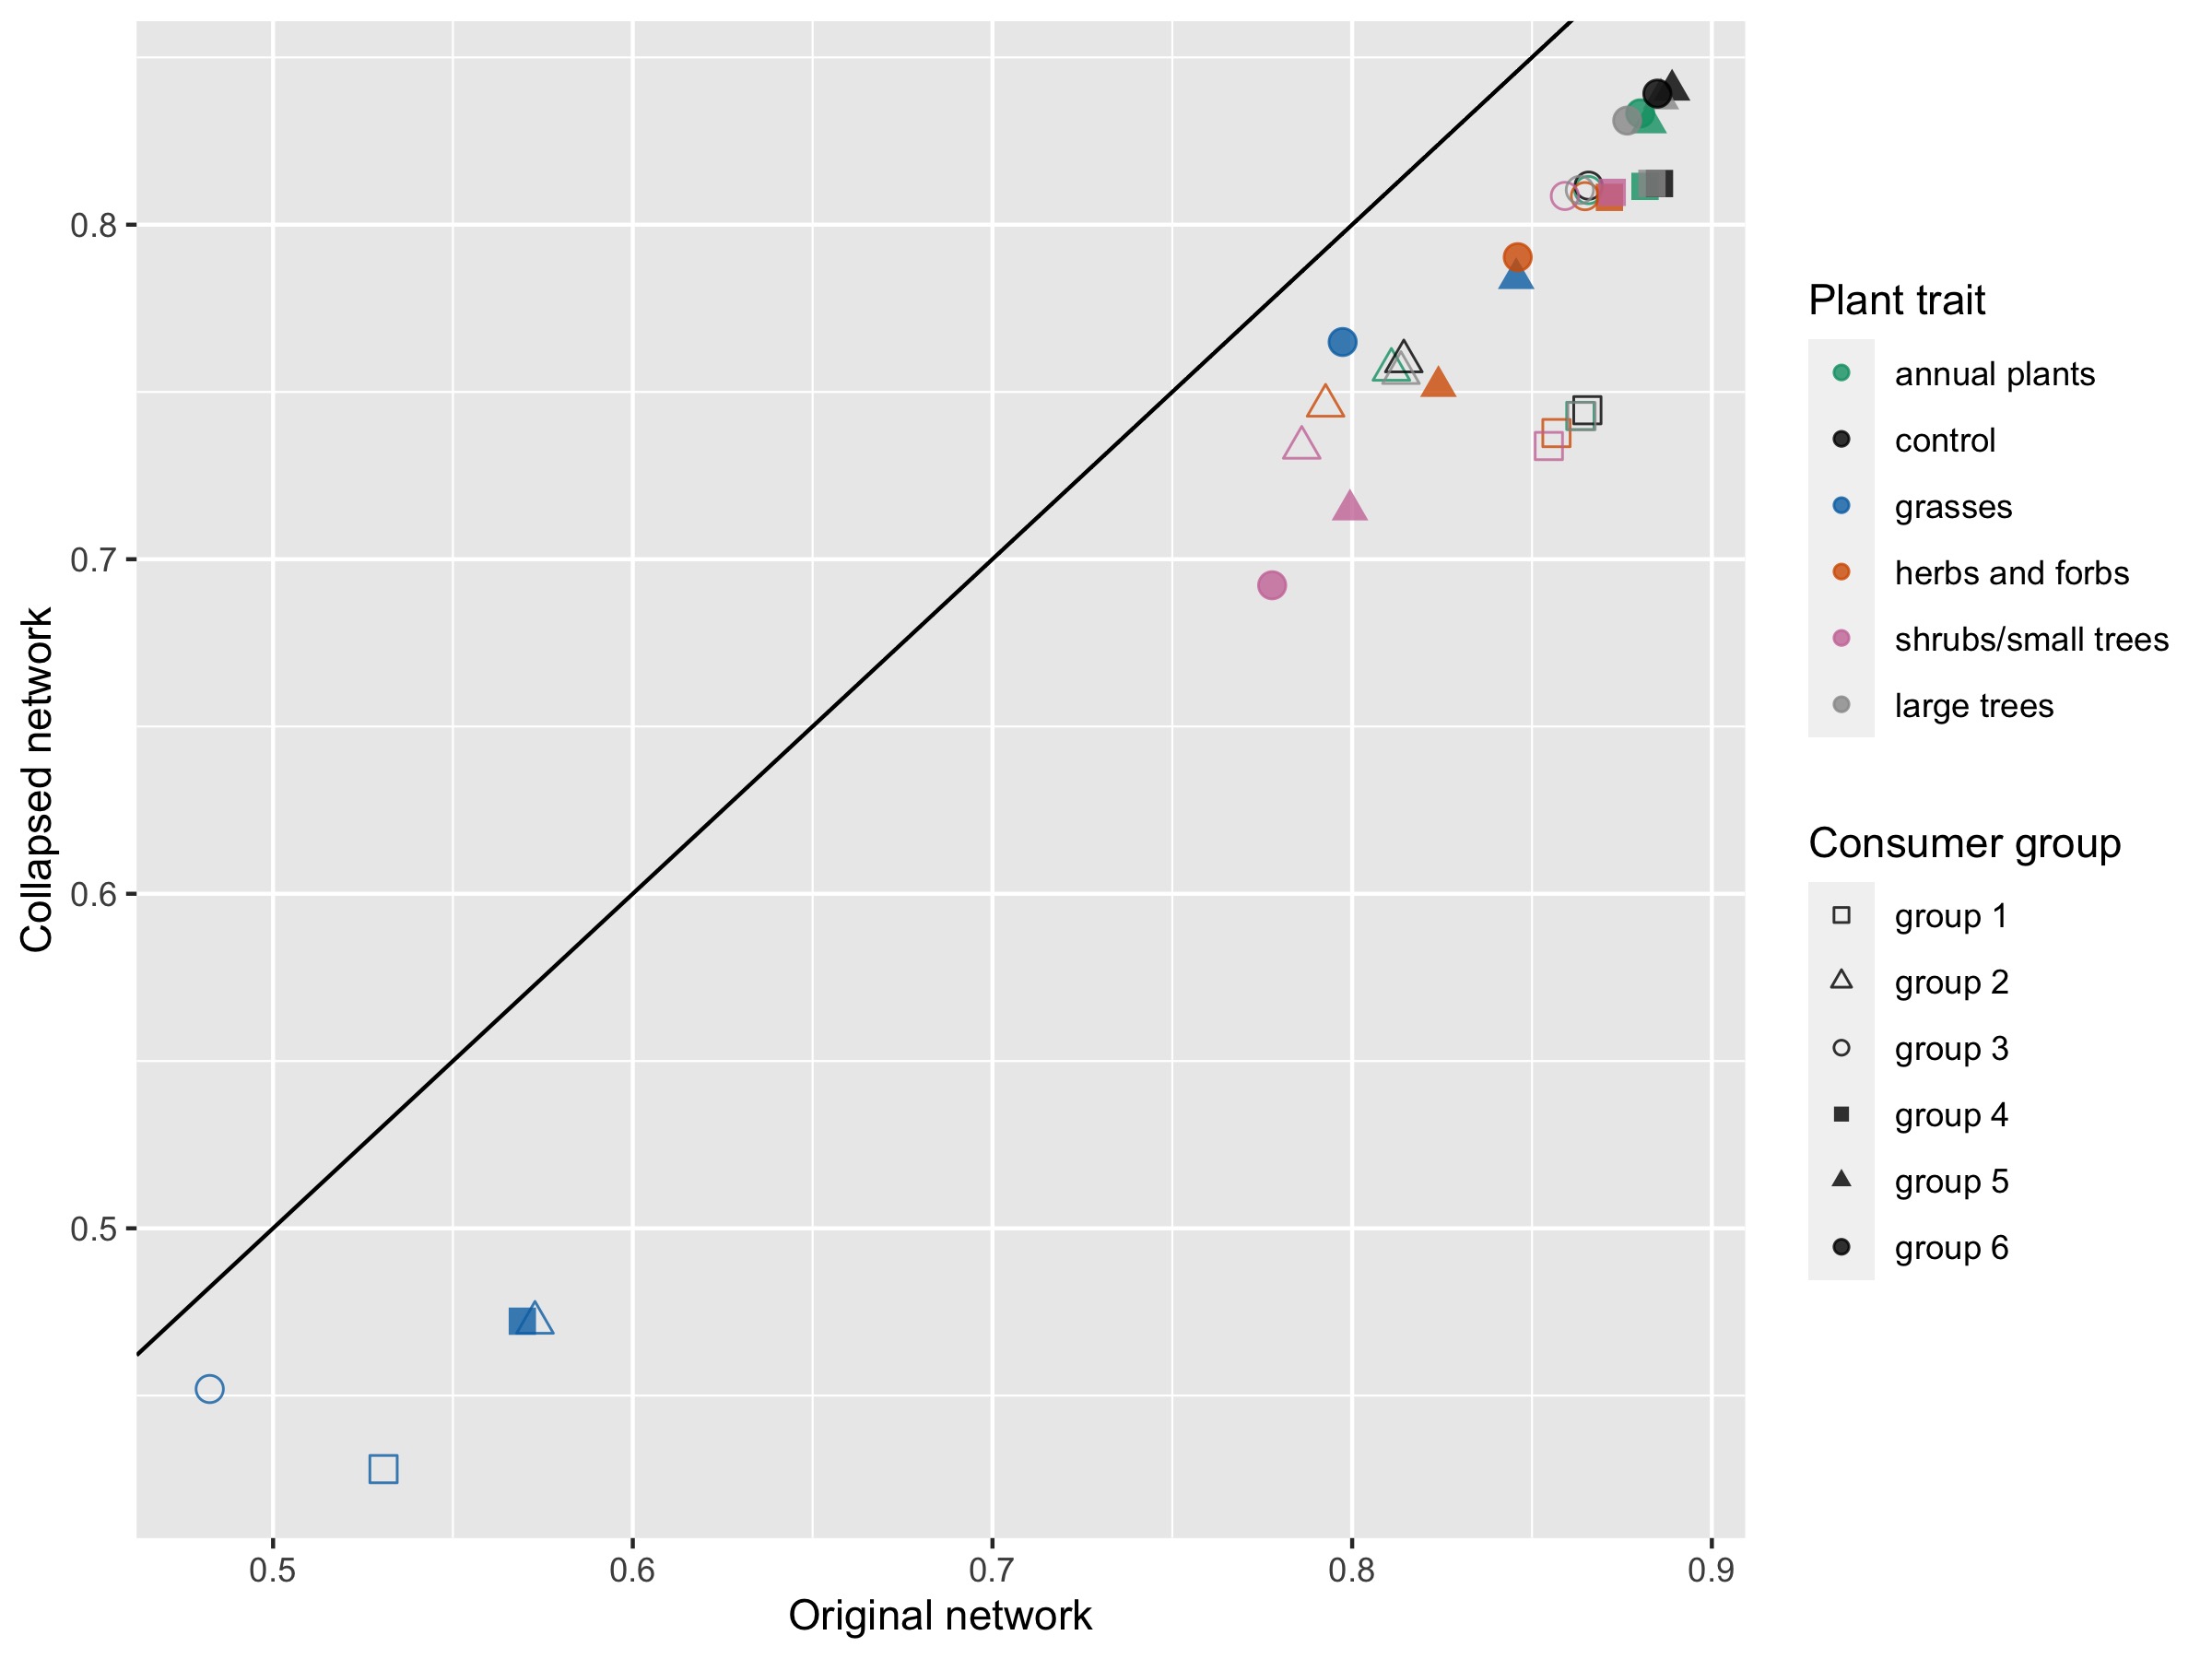 Collapsed network
0.8
0.7
0.6
0.5
0.5 0.6 0.7 0.8 0.9
Original network
Plant trait
annual plants
control
grasses
herbs and forbs
shrubs/small trees
large trees
Consumer group
group 1
group 2
group 3
group 4
group 5
group 6